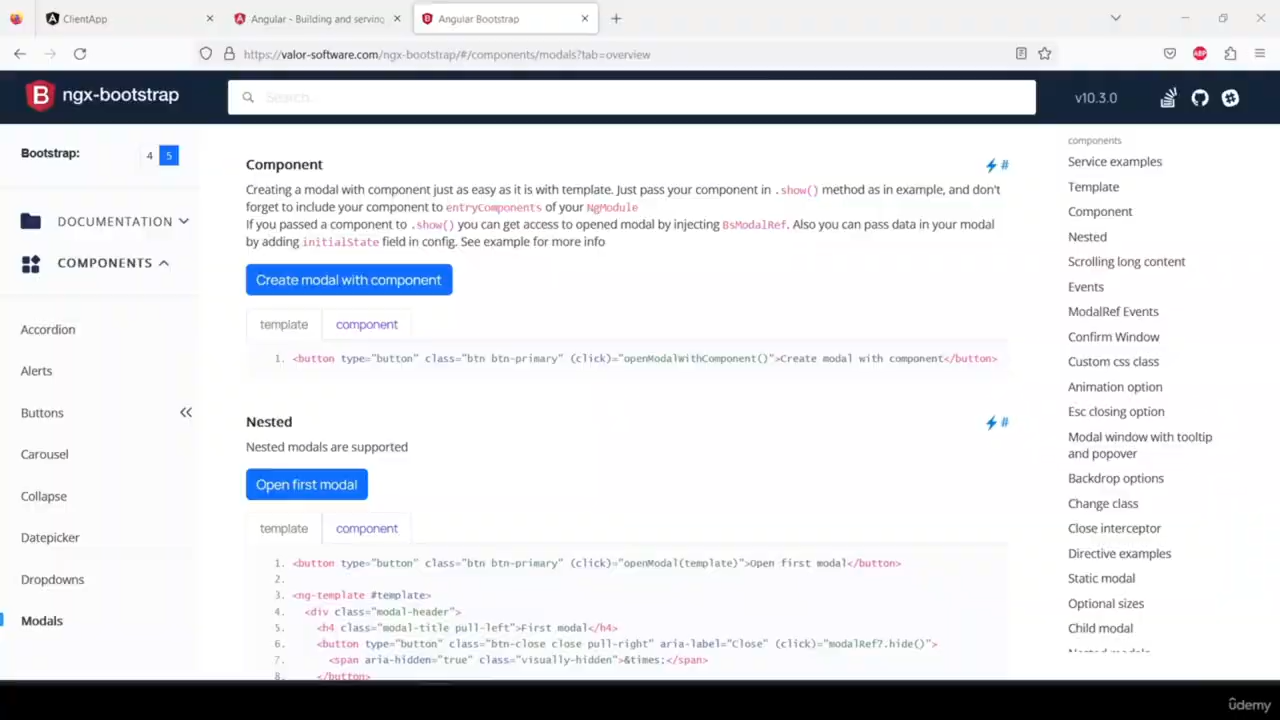 ClientApp
Angular - Building and serving
Angular Bootstrap
https://valor-software.com/ngx-bootstrap/#/components/modals?tab=overview
ABP
B ngx-bootstrap
Search...
v10.3.0
Bootstrap:
4 5
DOCUMENTATION
COMPONENTS
Accordion
Alerts
Buttons
Carousel
Collapse
Datepicker
Dropdowns
Modals
Component
#
Creating a modal with component just as easy as it is with template. Just pass your component in .show() method as in example, and don't
forget to include your component to entryComponents of your NgModule
If you passed a component to .show() you can get access to opened modal by injecting BsModalRef. Also you can pass data in your modal
by adding initialState field in config. See example for more info
Create modal with component
template component
1. <button type="button" class="btn btn-primary" (click)="openModalWithComponent()">Create modal with component</button>
Nested
#
Nested modals are supported
Open first modal
template component
1. <button type="button" class="btn btn-primary" (click)="openModal(template)">Open first modal</button>
2.
3. <ng-template #template>
4. <div class="modal-header">
5. <h4 class="modal-title pull-left">First modal</h4>
6. <button type="button" class="btn-close close pull-right" aria-label="Close" (click)="modalRef?.hide()">
7. <span aria-hidden="true" class="visually-hidden">&times;</span>
8. </button>
components
Service examples
Template
Component
Nested
Scrolling long content
Events
ModalRef Events
Confirm Window
Custom css class
Animation option
Esc closing option
Modal window with tooltip
and popover
Backdrop options
Change class
Close interceptor
Directive examples
Static modal
Optional sizes
Child modal
Nested modals
ûdemy